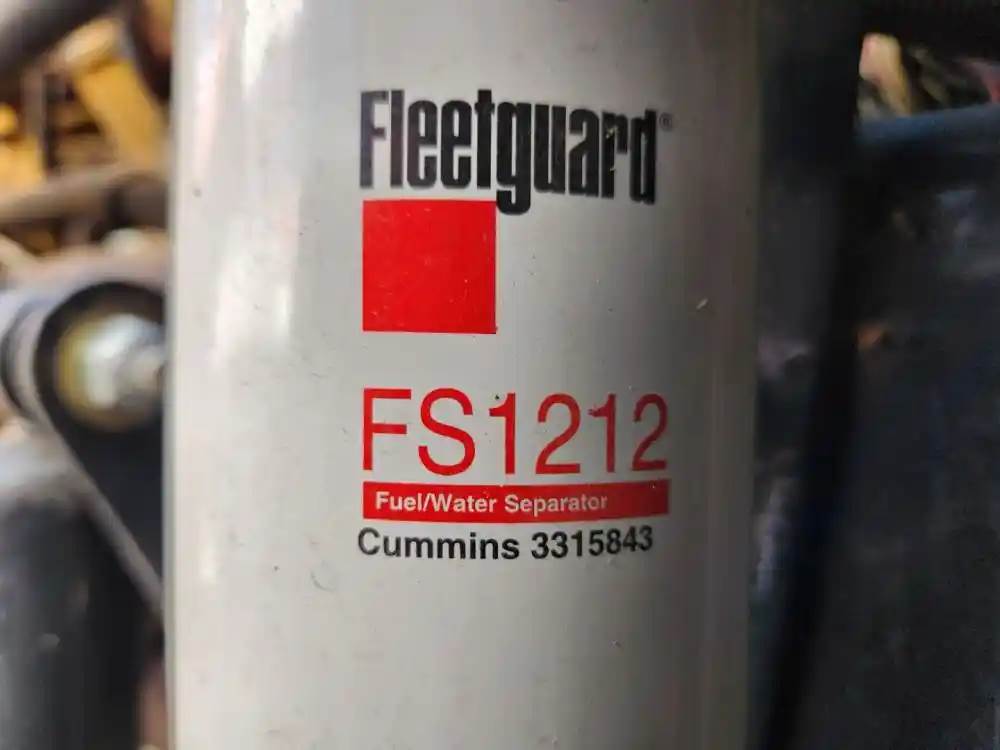 Fleetguard®
FS1212
Fuel/Water Separator
Cummins 3315843